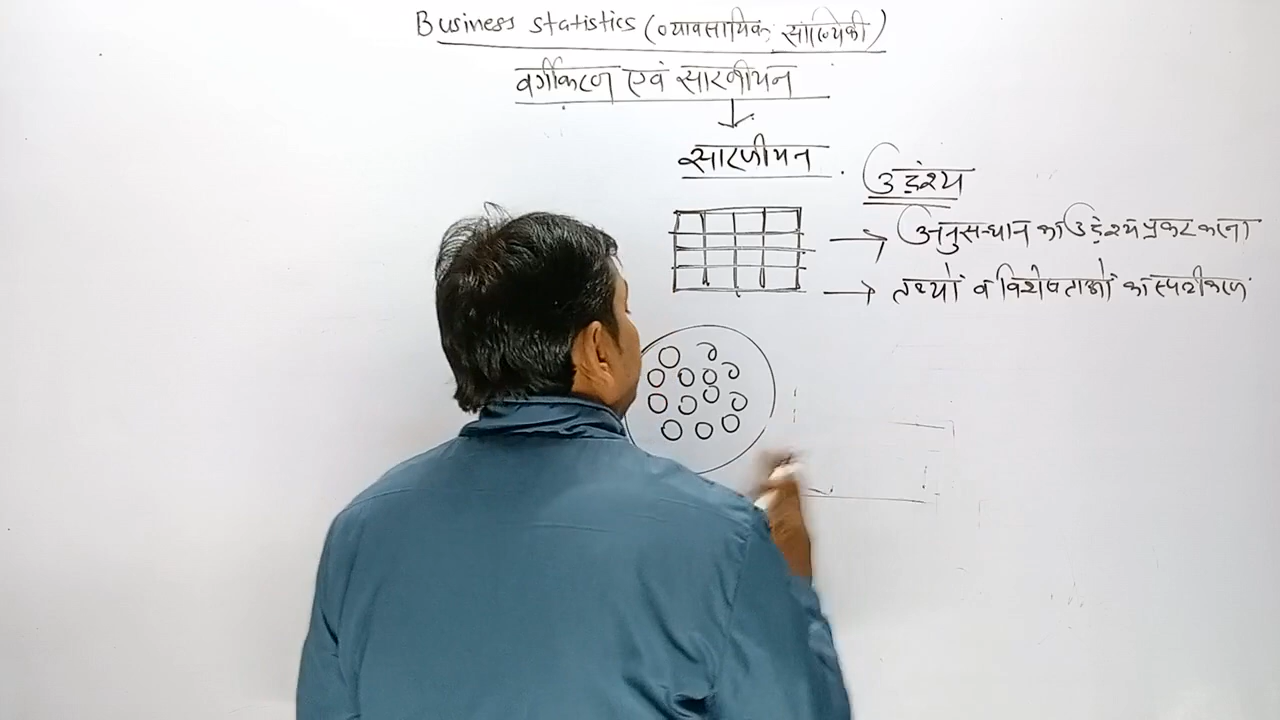 Business statistics (व्यावसायिक सांख्यिकी)
वर्गीकरण एवं सारणीयन
सारणीयन
उद्देश्य
अनुसन्धान का उद्देश्य प्रकट करना
तथ्यों व विशेषताओं का स्पष्टीकरण